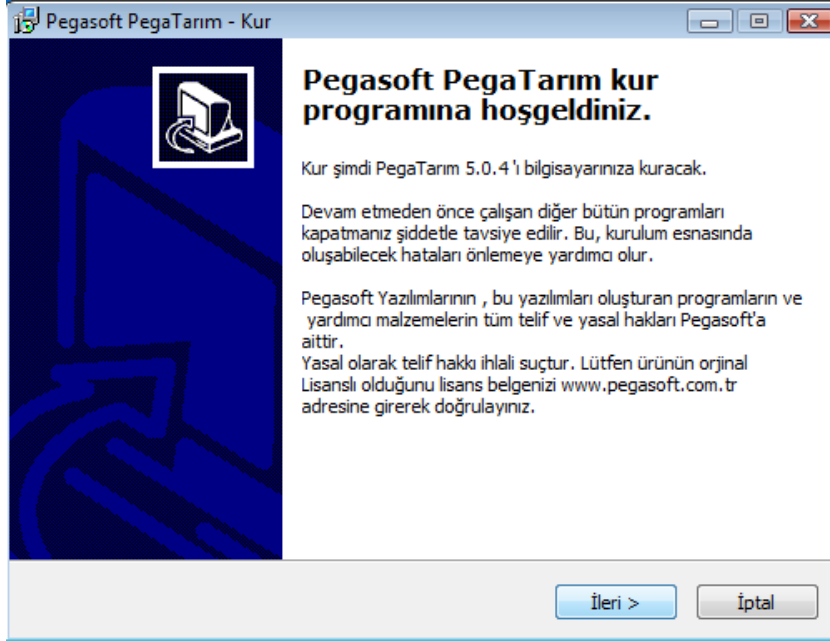 Pegasoft PegaTarım - Kur
Pegasoft PegaTarım kur
programına hoşgeldiniz.
Kur şimdi PegaTarım 5.0.4 'ı bilgisayarınıza kuracak.
Devam etmeden önce çalışan diğer bütün programları
kapatmanız şiddetle tavsiye edilir. Bu, kurulum esnasında
oluşabilecek hataları önlemeye yardımcı olur.
Pegasoft Yazılımlarının , bu yazılımları oluşturan programların ve
yardımcı malzemelerin tüm telif ve yasal hakları Pegasoft'a
aittir.
Yasal olarak telif hakkı ihlali suçtur. Lütfen ürünün orjinal
Lisanslı olduğunu lisans belgenizi www.pegasoft.com.tr
adresine girerek doğrulayınız.
İleri >
İptal